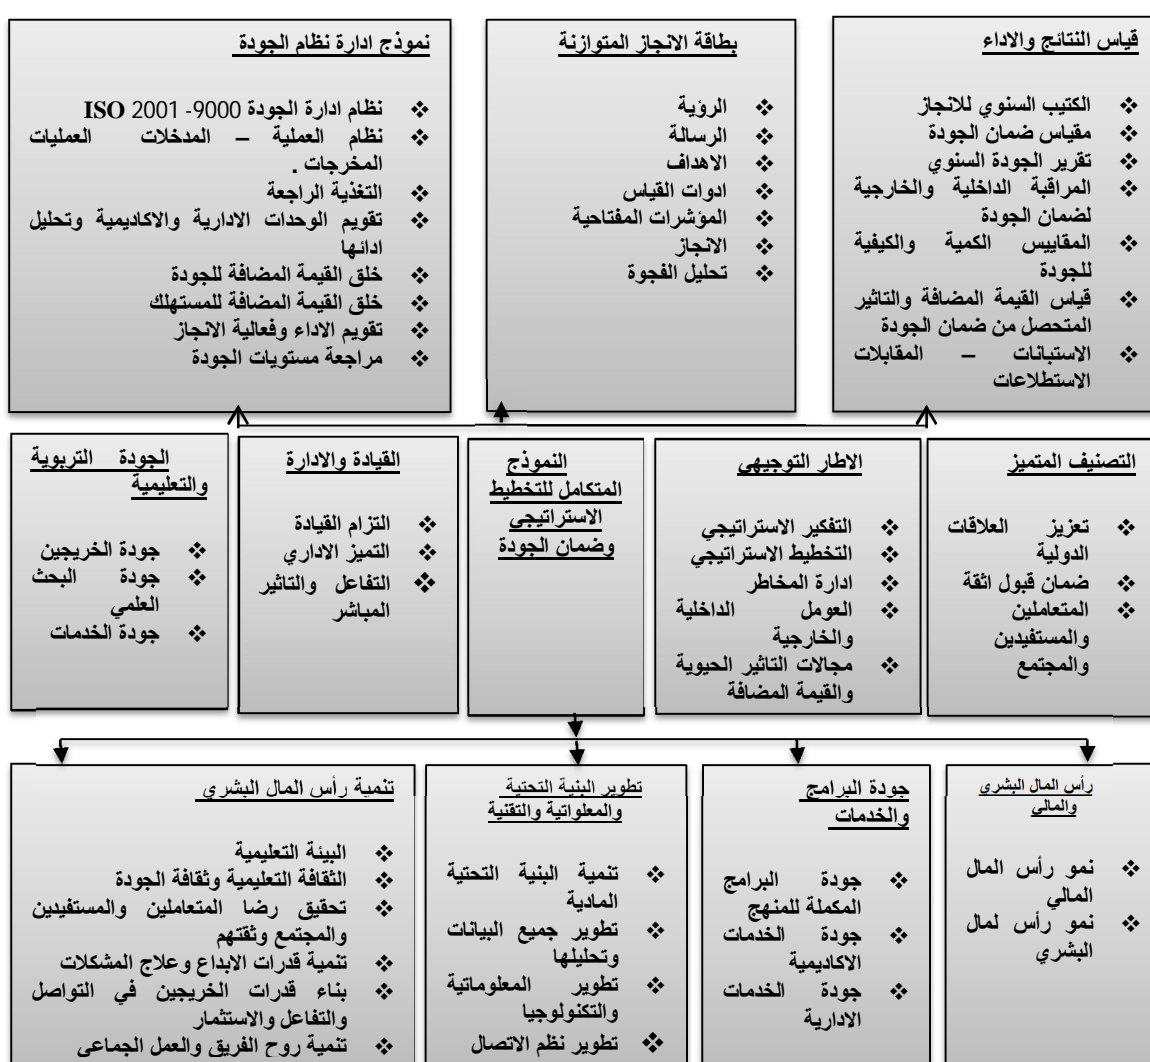 قياس النتائج والاداء
❖ الكتيب السنوي للانجاز
❖ مقياس ضمان الجودة
❖ تقرير الجودة السنوي
❖ المراقبة الداخلية والخارجية
لضمان الجودة
❖ المقاييس الكمية والكيفية
للجودة
❖ قياس القيمة المضافة والتاثير
المتحصل من ضمان الجودة
❖ الاستبانات – المقابلات
الاستطلاعات
بطاقة الانجاز المتوازنة
❖ الرؤية
❖ الرسالة
❖ الاهداف
❖ ادوات القياس
❖ المؤشرات المفتاحية
❖ الانجاز
❖ تحليل الفجوة
نموذج ادارة نظام الجودة
❖ نظام ادارة الجودة ISO 2001 -9000
❖ نظام العملية – المدخلات العمليات
المخرجات .
❖ التغذية الراجعة
❖ تقويم الوحدات الادارية والاكاديمية وتحليل
ادائها
❖ خلق القيمة المضافة للجودة
❖ خلق القيمة المضافة للمستهلك
❖ تقويم الاداء وفعالية الانجاز
❖ مراجعة مستويات الجودة
التصنيف المتميز
❖ تعزيز العلاقات
الدولية
❖ ضمان قبول اثقة
❖ المتعاملين
والمستفيدين
والمجتمع
الاطار التوجيهي
❖ التفكير الاستراتيجي
❖ التخطيط الاستراتيجي
❖ ادارة المخاطر
❖ العومل الداخلية
والخارجية
❖ مجالات التاثير الحيوية
والقيمة المضافة
النموذج
المتكامل للتخطيط
الاستراتيجي
وضمان الجودة
القيادة والادارة
❖ التزام القيادة
❖ التميز الاداري
❖ التفاعل والتاثير
المباشر
الجودة التربوية
والتعليمية
❖ جودة الخريجين
❖ جودة البحث
العلمي
❖ جودة الخدمات
رأس المال البشري
والمالي
❖ نمو رأس المال
المالي
❖ نمو رأس لمال
البشري
جودة البرامج
والخدمات
❖ جودة البرامج
المكملة للمنهج
❖ جودة الخدمات
الاكاديمية
❖ جودة الخدمات
الادارية
تطوير البنية التحتية
والمعلواتية والتقنية
❖ تنمية البنية التحتية
المادية
❖ تطوير جميع البيانات
وتحليلها
❖ تطوير المعلوماتية
والتكنولوجيا
❖ تطوير نظم الاتصال
تنمية رأس المال البشري
❖ البيئة التعليمية
❖ الثقافة التعليمية وثقافة الجودة
❖ تحقيق رضا المتعاملين والمستفيدين
والمجتمع وثقتهم
❖ تنمية قدرات الابداع وعلاج المشكلات
❖ بناء قدرات الخريجين في التواصل
والتفاعل والاستثمار
❖ تنمية روح الفريق والعمل الجماعي